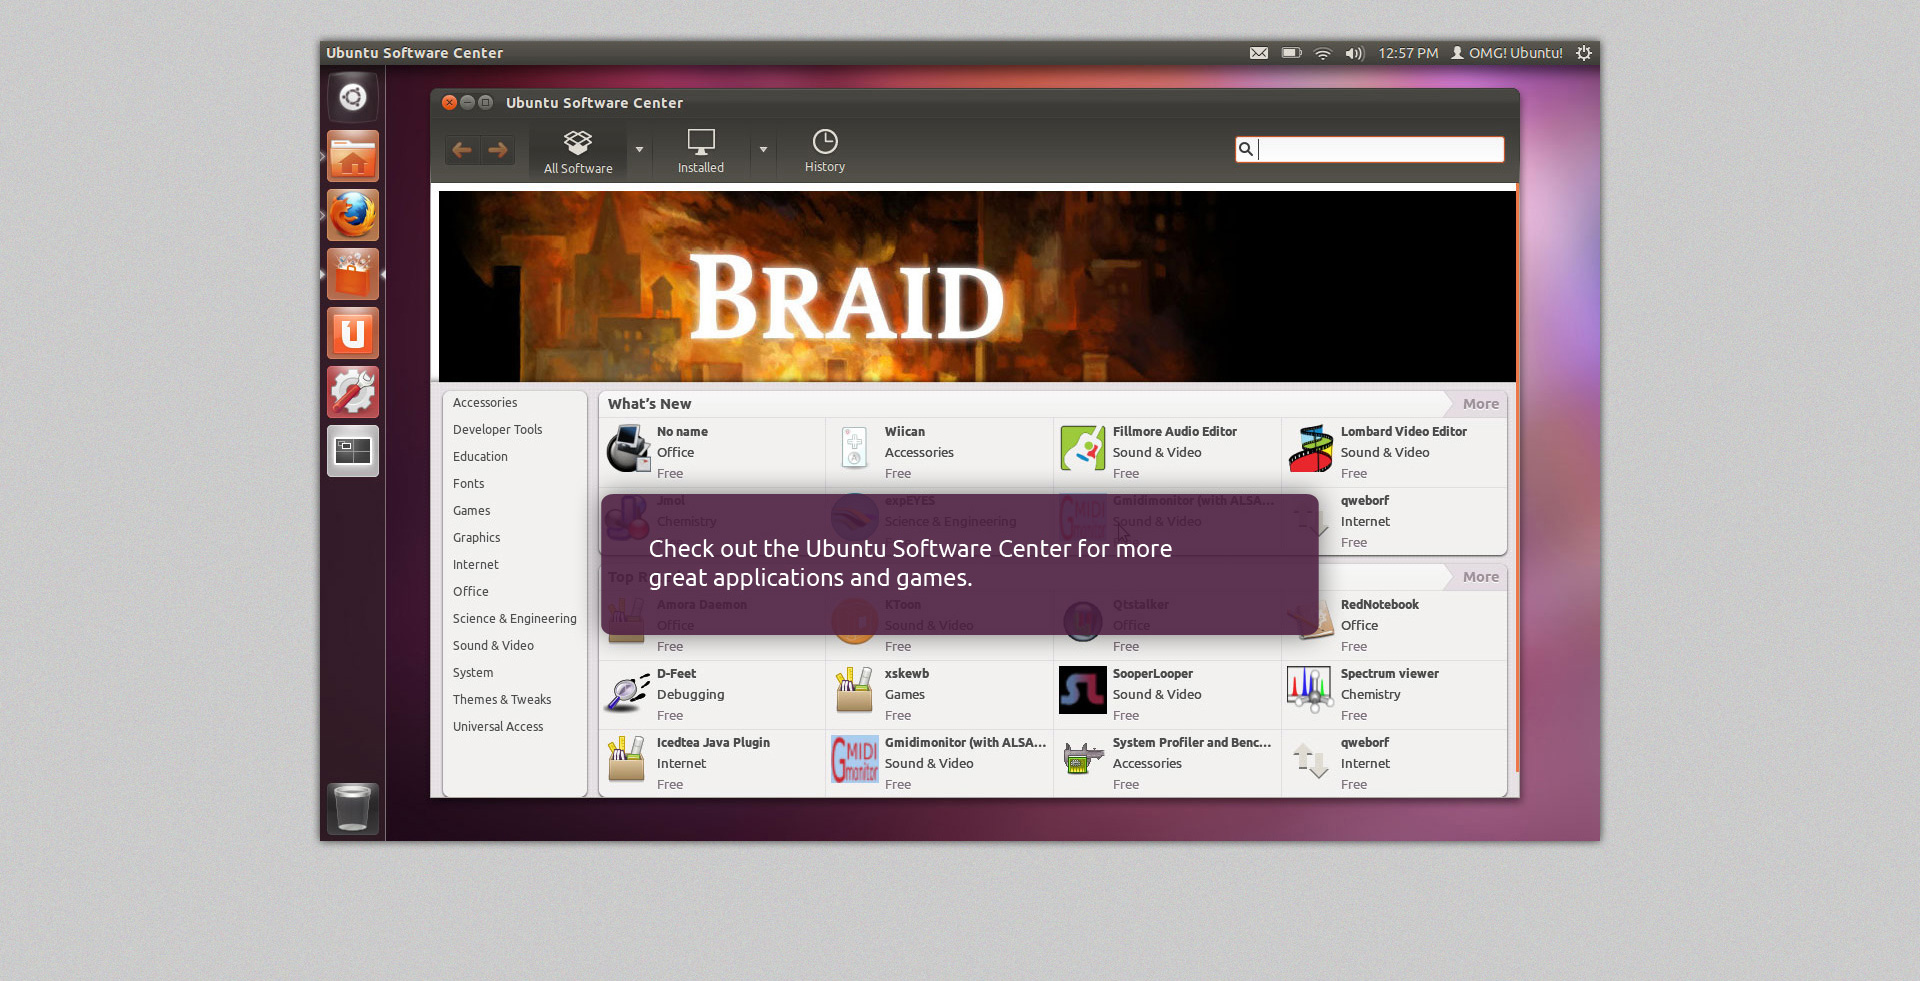 Ubuntu Software Center
12:57 PM OMG! Ubuntu!
Ubuntu Software Center
All Software Installed History
BRAID
Accessories
Developer Tools
Education
Fonts
Games
Graphics
Internet
Office
Science & Engineering
Sound & Video
System
Themes & Tweaks
Universal Access
What's New More
No name Wiican Fillmore Audio Editor Lombard Video Editor
Office Accessories Sound & Video Sound & Video
Free Free Free Free
Jmol expEYES Gmidimonitor (with ALSA... qweborf
Chemistry Science & Engineering Sound & Video Internet
Free
Check out the Ubuntu Software Center for more
great applications and games.
Top More
Amora Daemon KToon Qtstalker RedNotebook
Office Sound & Video Office Office
Free Free Free Free
D-Feet xskewb SooperLooper Spectrum viewer
Debugging Games Sound & Video Chemistry
Free Free Free Free
Icedtea Java Plugin Gmidimonitor (with ALSA... System Profiler and Benc... qweborf
Internet Sound & Video Accessories Internet
Free Free Free Free
GMIDI
monitor